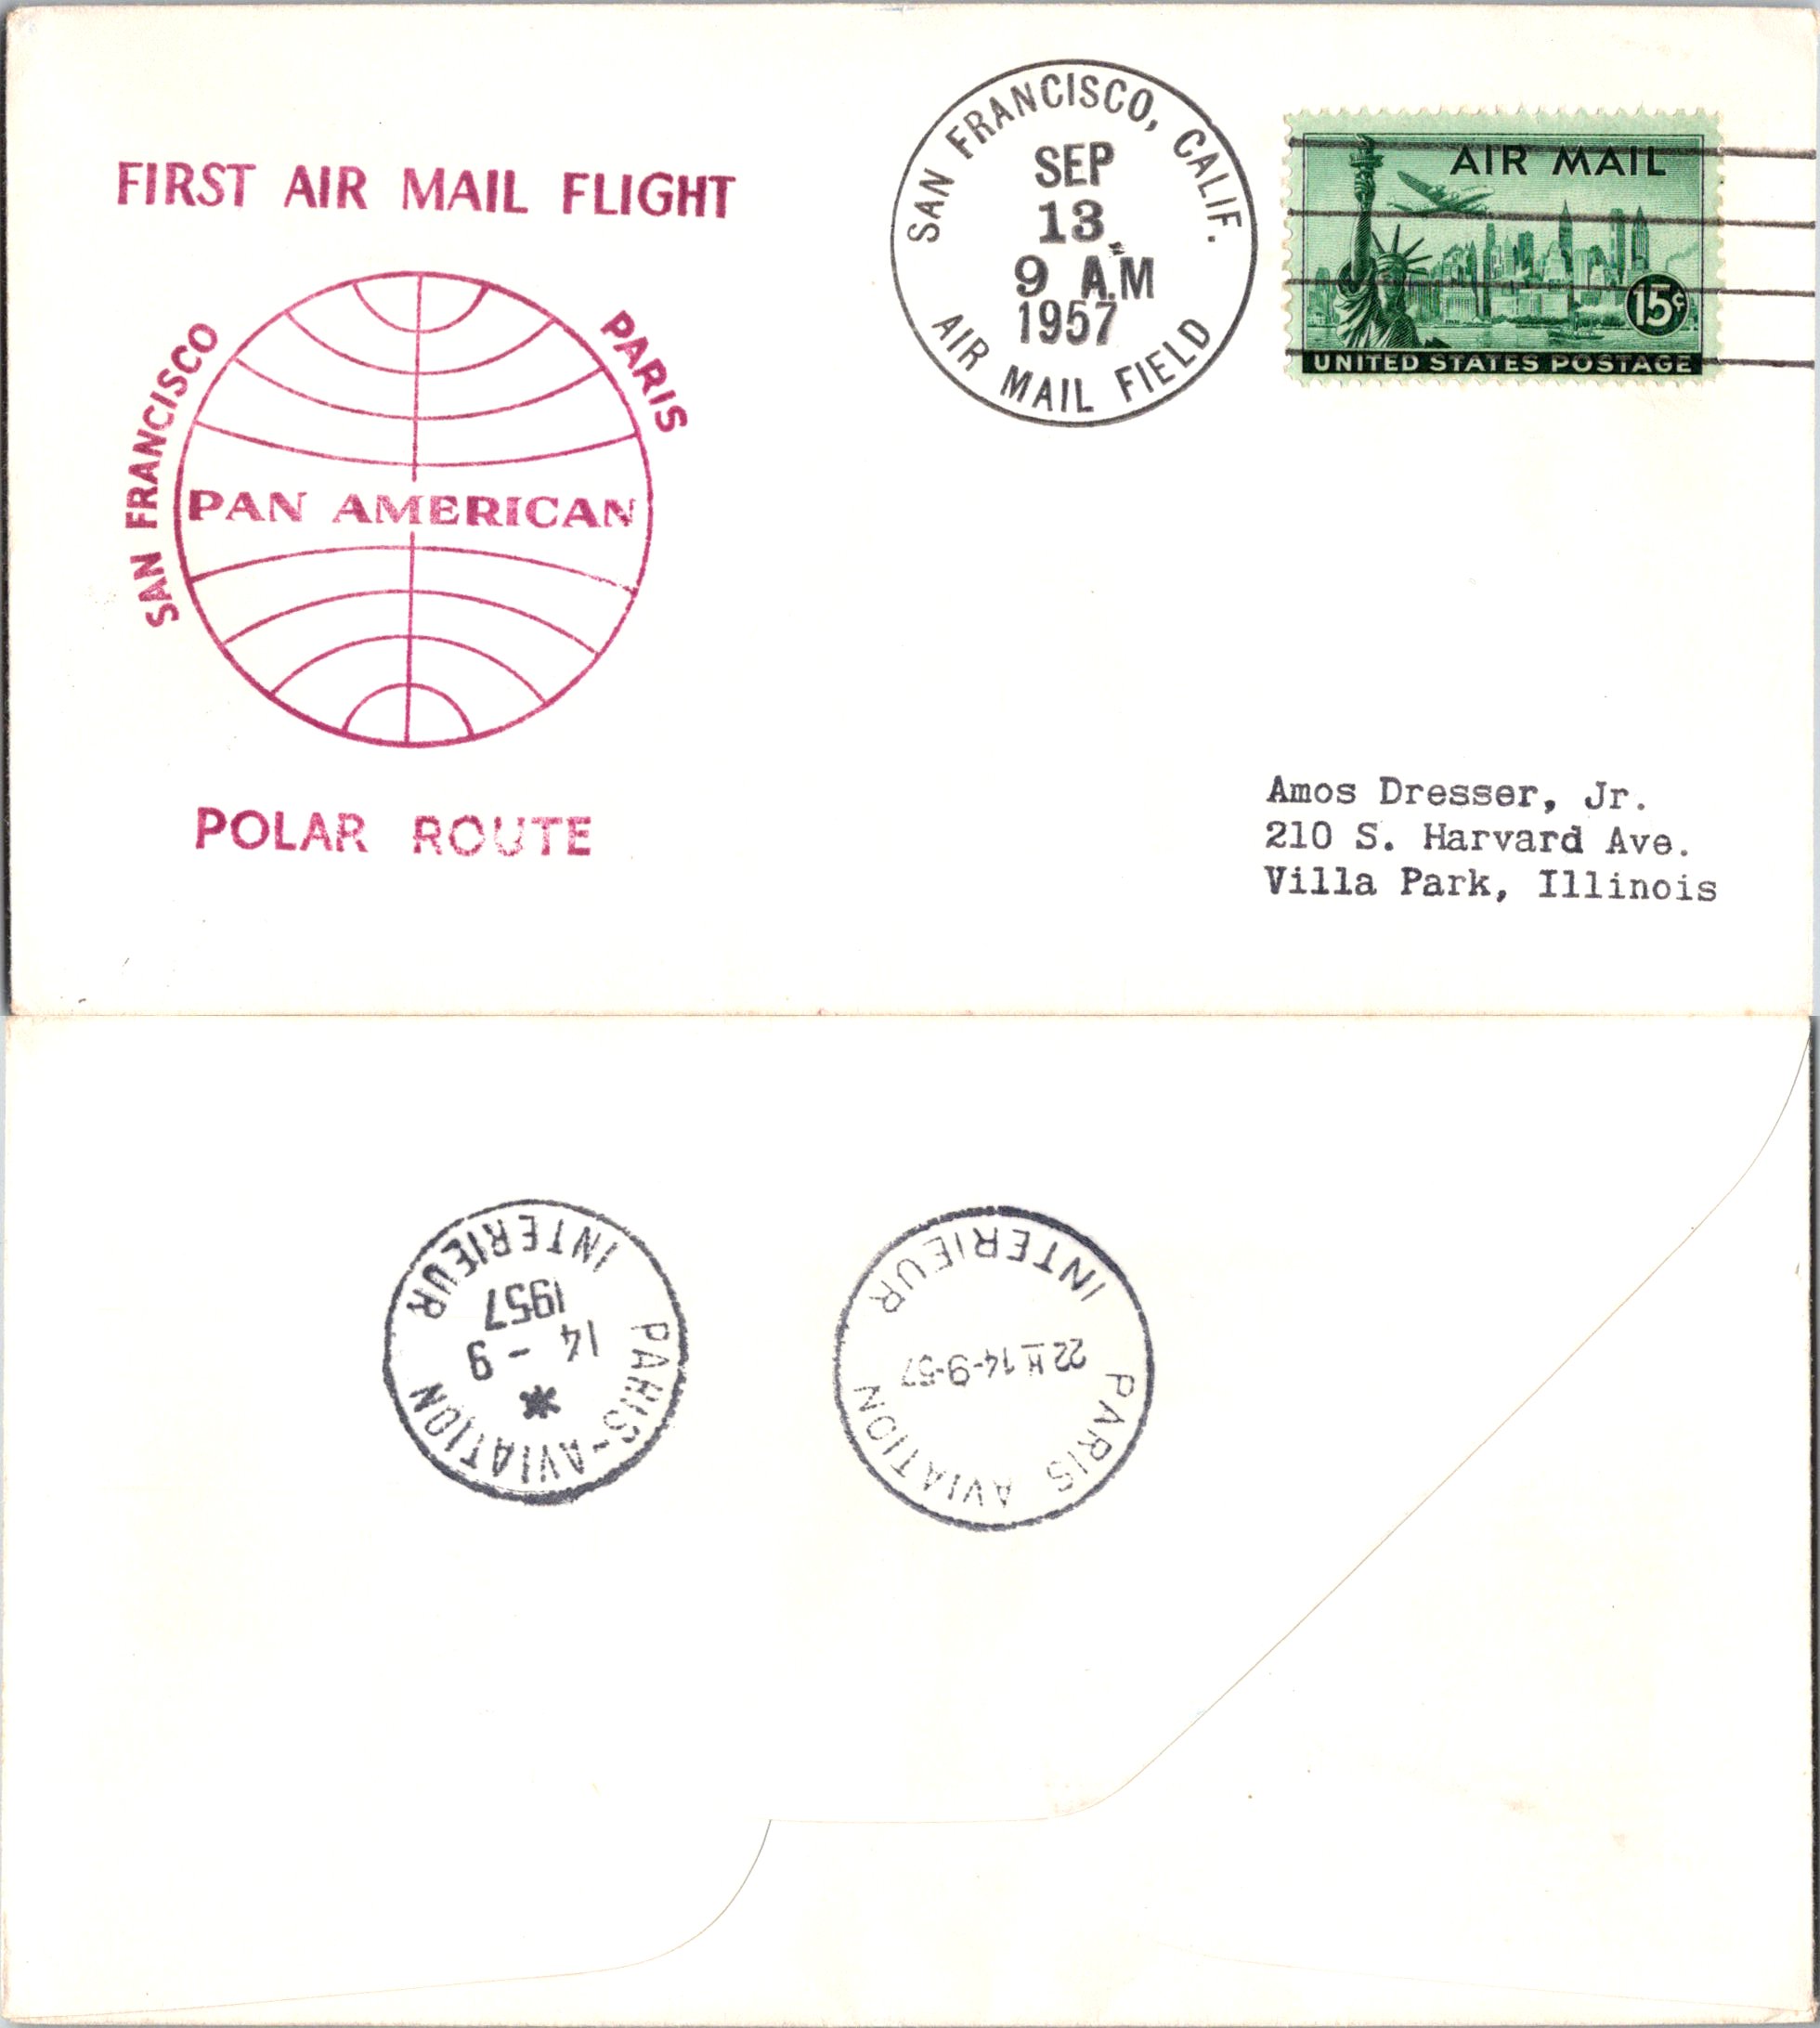 FIRST AIR MAIL FLIGHT
SAN FRANCISCO
PARIS
PAN AMERICAN
POLAR ROUTE
SAN FRANCISCO, CALIF.
SEP
13,
9 AM
1957
AIR MAIL FIELD
AIR MAIL
15¢
UNITED STATES POSTAGE
Amos Dresser, Jr.
210 S. Harvard Ave.
Villa Park, Illinois
PARIS-AVIATION
*
14 - 9
1957
INTERIEUR
PARIS AVIATION
22H 14-9-57
INTERIEUR